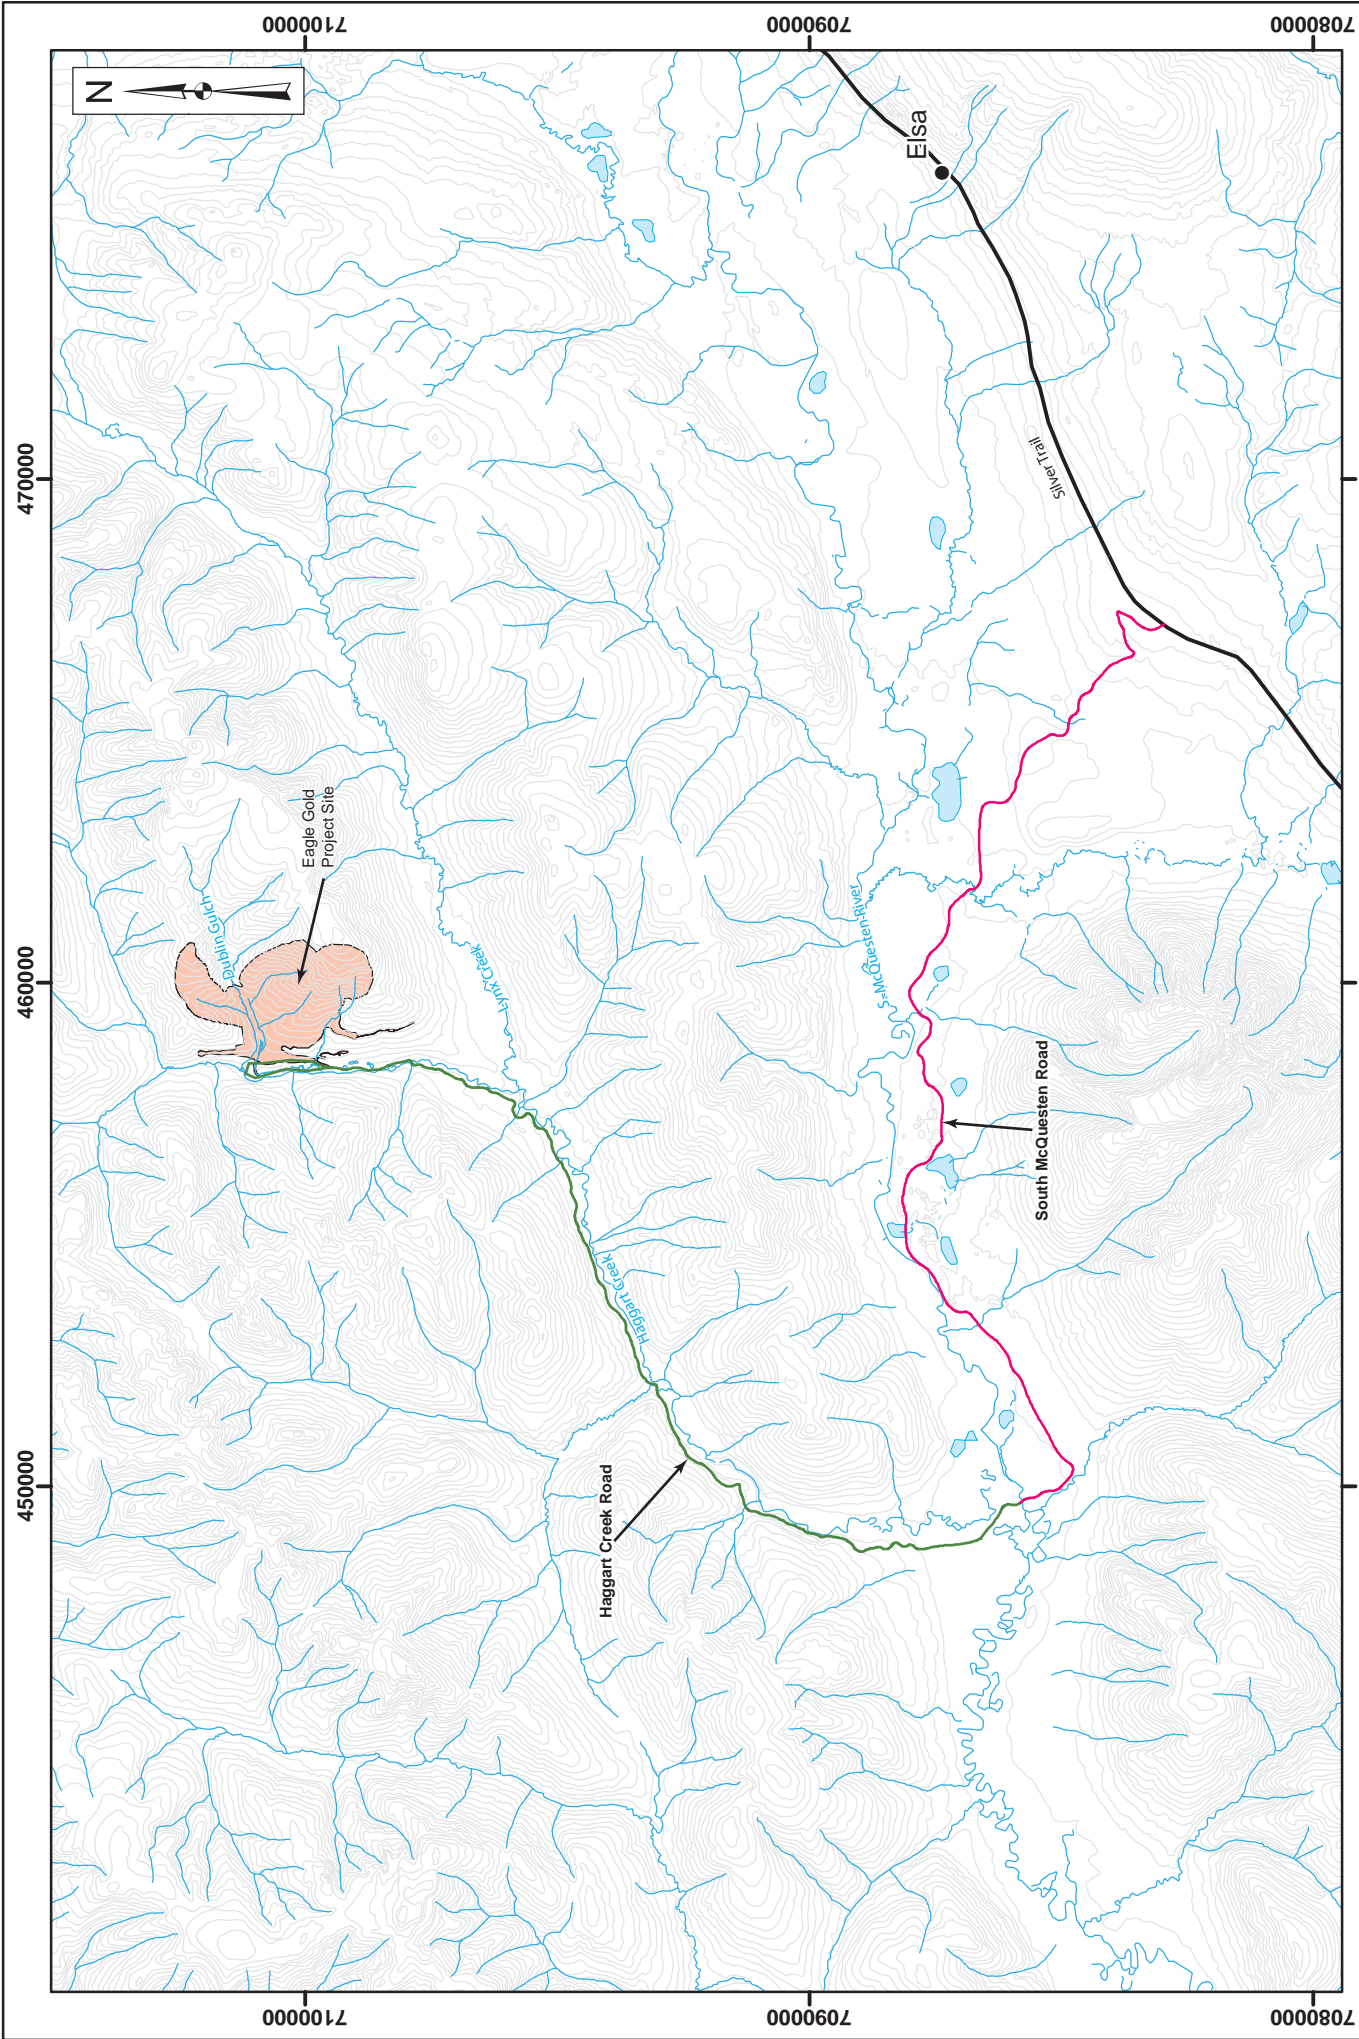 450000
460000
470000
7100000
7100000
N
Dublin Gulch
Eagle Gold
Project Site
Lynx Creek
Haggart Creek
Haggart Creek Road
7090000
7090000
S McQuesten River
Elsa
Silver Trail
South McQuesten Road
7080000
7080000